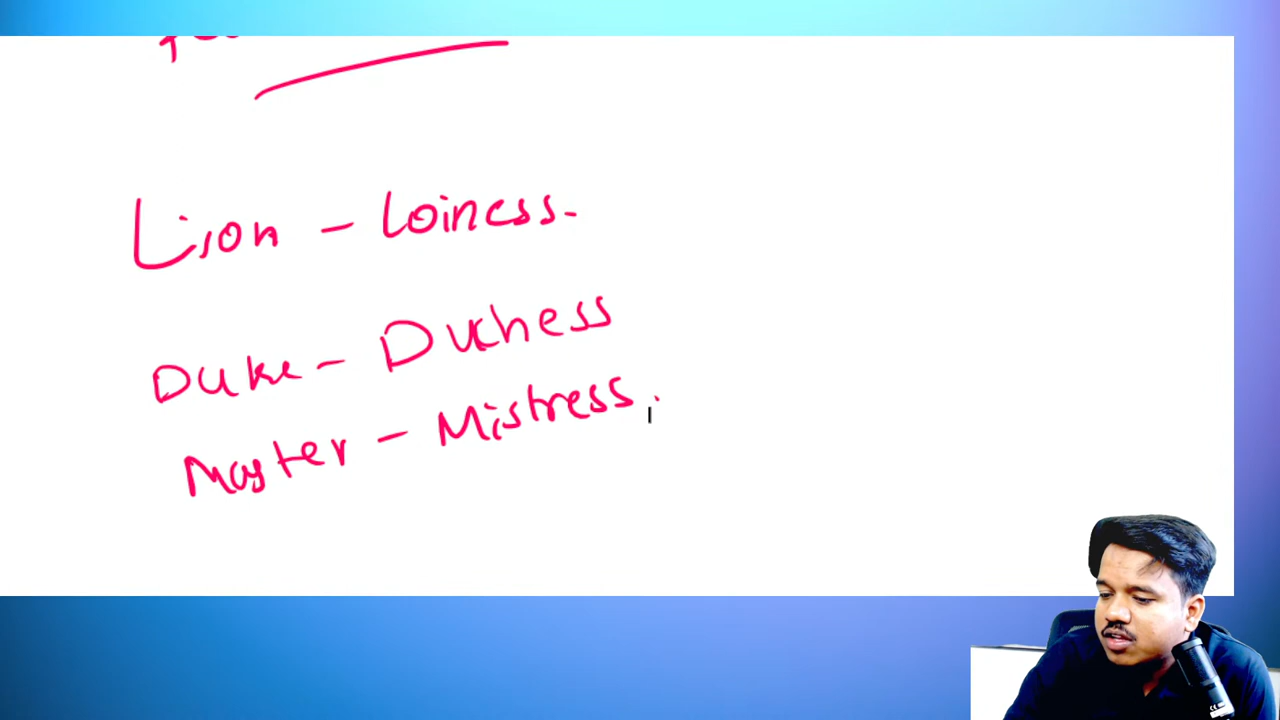 Lion - Loiness.
Duke - Duchess
Master - Mistress.